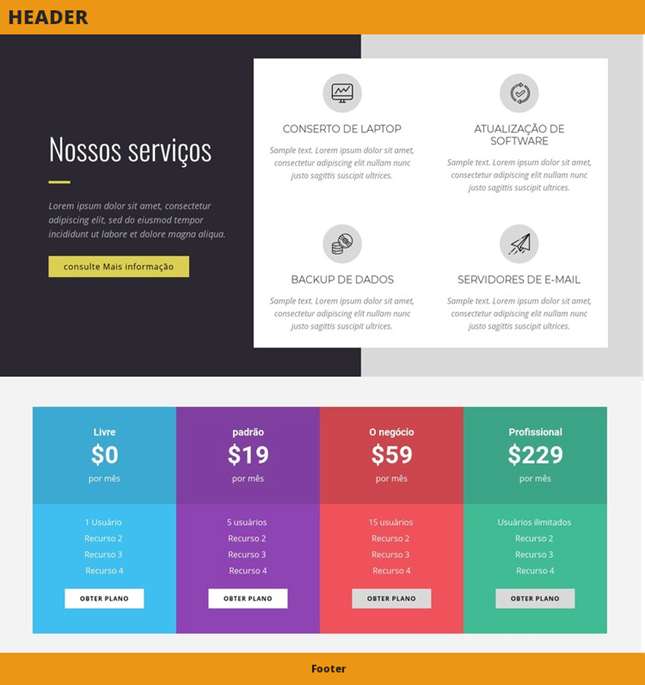 HEADER
Nossos serviços
Lorem ipsum dolor sit amet, consectetur
adipiscing elit, sed do eiusmod tempor
incididunt ut labore et dolore magna aliqua.
consulte Mais informação
CONSERTO DE LAPTOP
Sample text. Lorem ipsum dolor sit amet,
consectetur adipiscing elit nullam nunc
justo sagittis suscipit ultrices.
ATUALIZAÇÃO DE
SOFTWARE
Sample text. Lorem ipsum dolor sit amet,
consectetur adipiscing elit nullam nunc
justo sagittis suscipit ultrices.
BACKUP DE DADOS
Sample text. Lorem ipsum dolor sit amet,
consectetur adipiscing elit nullam nunc
justo sagittis suscipit ultrices.
SERVIDORES DE E-MAIL
Sample text. Lorem ipsum dolor sit amet,
consectetur adipiscing elit nullam nunc
justo sagittis suscipit ultrices.
Livre
$0
por mês
1 Usuário
Recurso 2
Recurso 3
Recurso 4
OBTER PLANO
padrão
$19
por mês
5 usuários
Recurso 2
Recurso 3
Recurso 4
OBTER PLANO
O negócio
$59
por mês
15 usuários
Recurso 2
Recurso 3
Recurso 4
OBTER PLANO
Profissional
$229
por mês
Usuários ilimitados
Recurso 2
Recurso 3
Recurso 4
OBTER PLANO
Footer